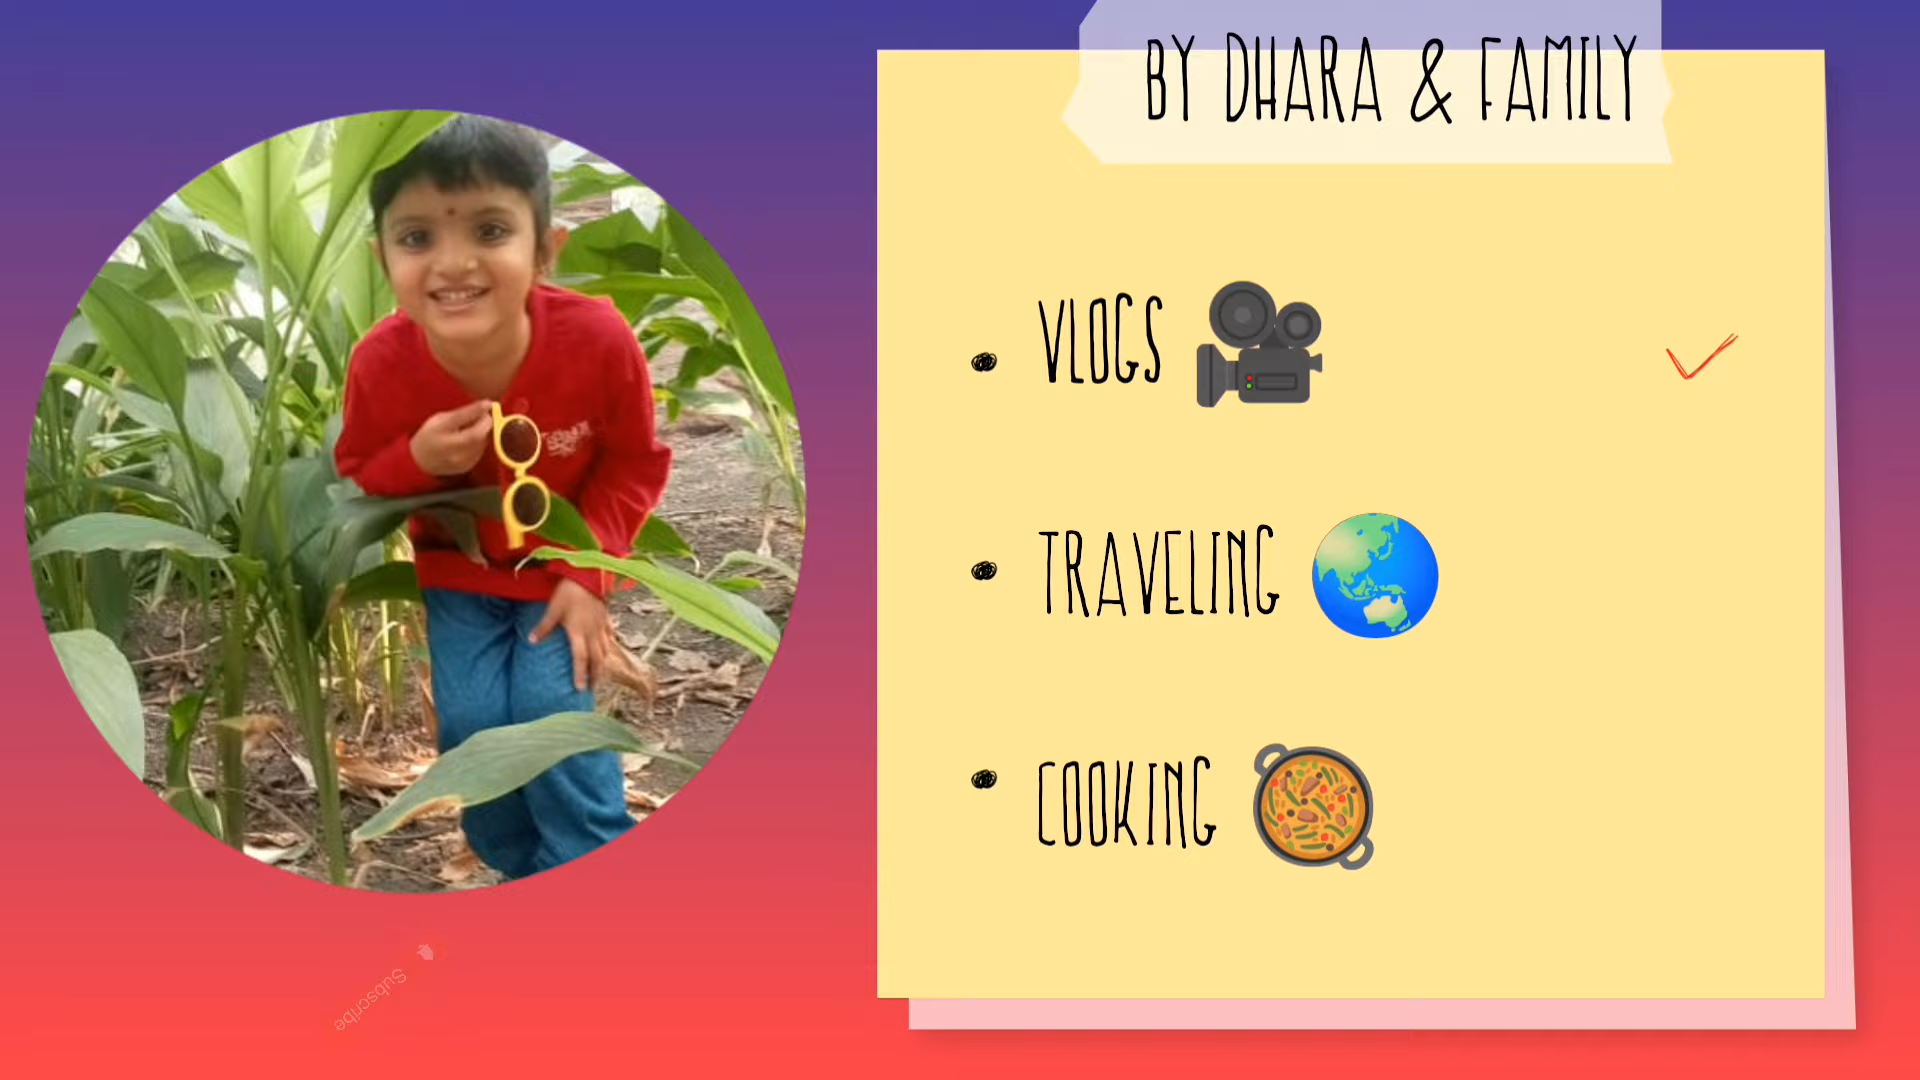 BY DHARA & FAMILY
VLOGS
TRAVELING
COOKING
Subscribe